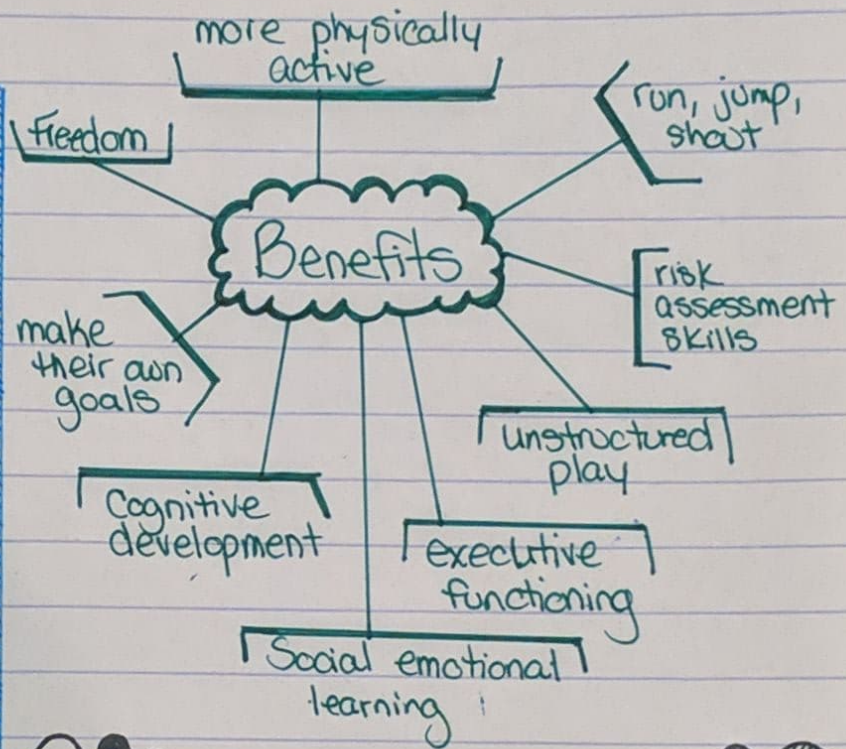 more physically
active
Freedom
run, jump,
shout
Benefits
risk
assessment
skills
make
their own
goals
unstructured
play
Cognitive
development
executive
functioning
Social emotional
learning